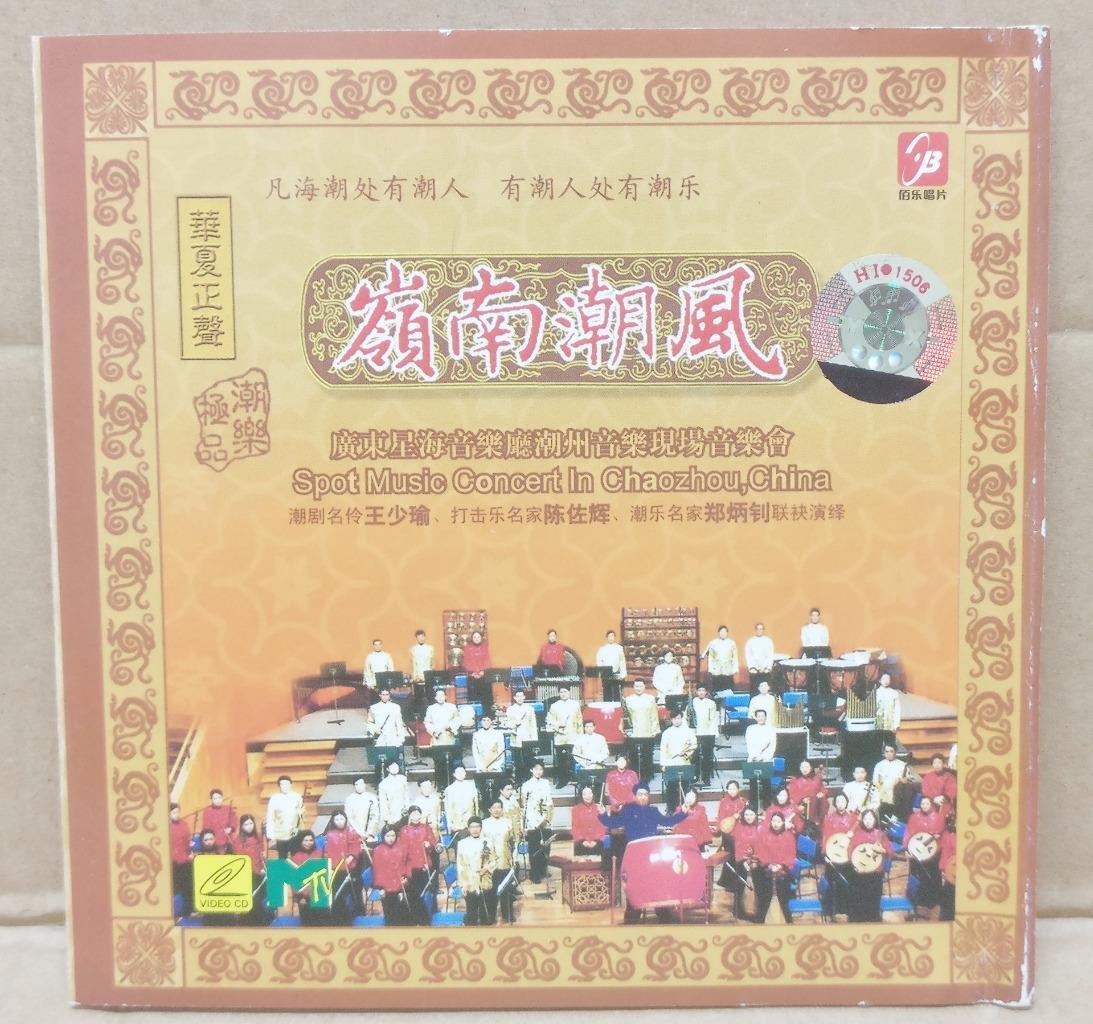 凡海潮处有潮人 有潮人处有潮乐
佰乐唱片
華夏正聲
嶺南潮風
HI●1506
潮樂極品
廣東星海音樂廳潮州音樂現場音樂會
Spot Music Concert In Chaozhou,China
潮剧名伶王少瑜、打击乐名家陈佐辉、潮乐名家郑炳钊联袂演绎
VIDEO CD
MTV